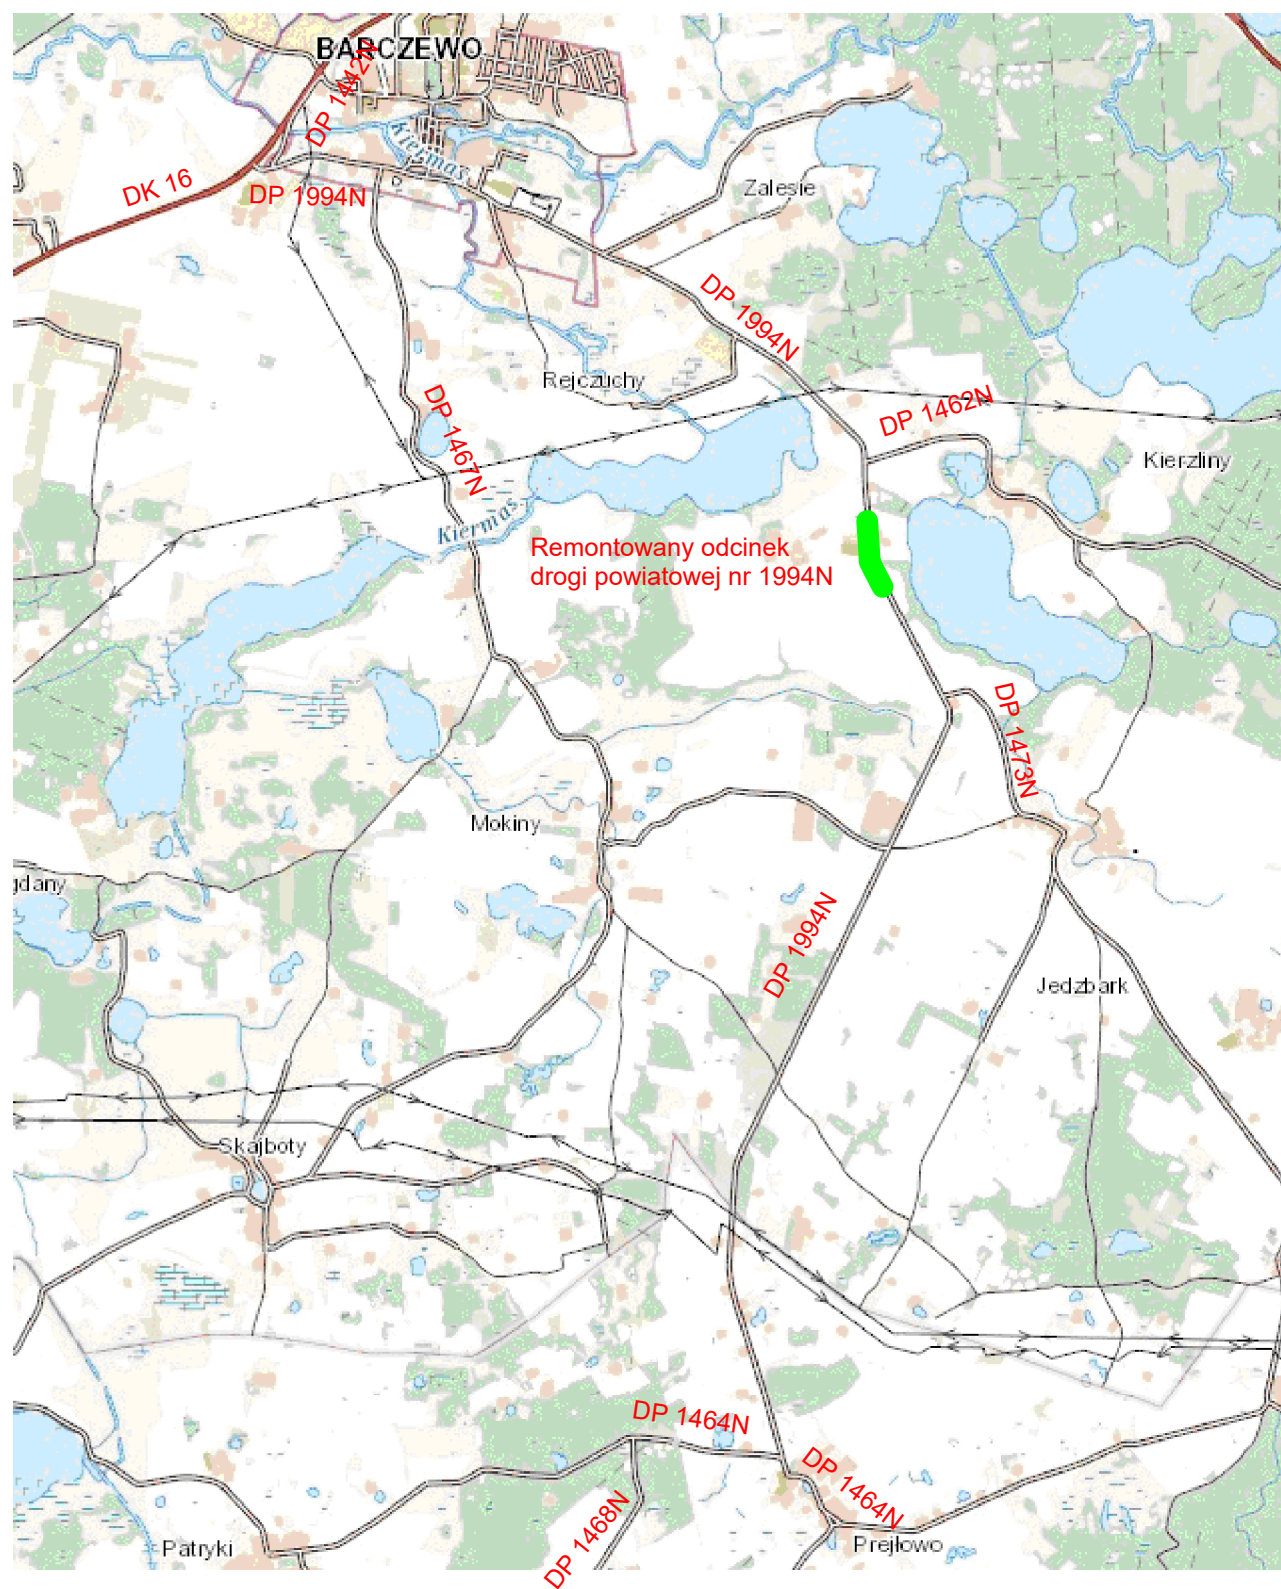 BARCZEWO
DP 1442N
Kiermas
DK 16
DP 1994N
Zalesie
DP 1994N
Rejczuchy
DP 1462N
DP 1467N
Kierzliny
Kiermas
Remontowany odcinek
drogi powiatowej nr 1994N
DP 1473N
Mokiny
gdany
DP 1994N
Jedzbark
Skajboty
DP 1464N
DP 1464N
DP 1468N
Patryki
Prejłowo